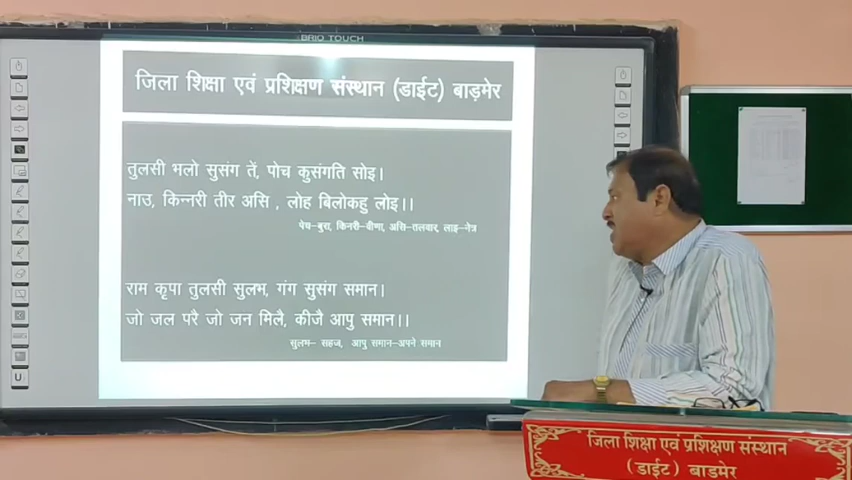 BRIO TOUCH
जिला शिक्षा एवं प्रशिक्षण संस्थान (डाईट) बाड़मेर
तुलसी भलो सुसंग तें, पोच कुसंगति सोइ।
नाउ, किन्नरी तीर असि , लोह बिलोकहु लोइ।।
पेच–बुरा, किनरी–वीणा, असि–तलवार, लाइ–नेत्र
राम कृपा तुलसी सुलभ, गंग सुसंग समान।
जो जल परै जो जन मिलै, कीजै आपु समान।।
सुलभ– सहज, आपु समान–अपने समान
जिला शिक्षा एवं प्रशिक्षण संस्थान
(डाईट) बाड़मेर